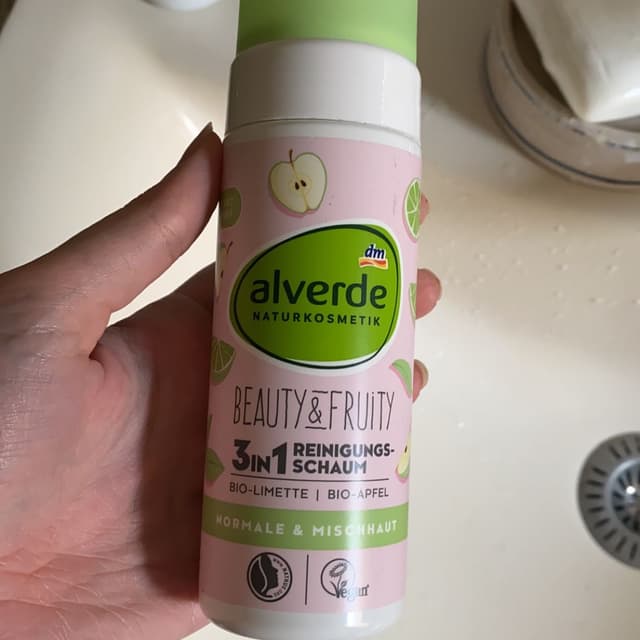 dm
alverde
NATURKOSMETIK
BEAUTY & FRUITY
3IN1 REINIGUNGS-
SCHAUM
BIO-LIMETTE | BIO-APFEL
NORMALE & MISCHHAUT
Vegan